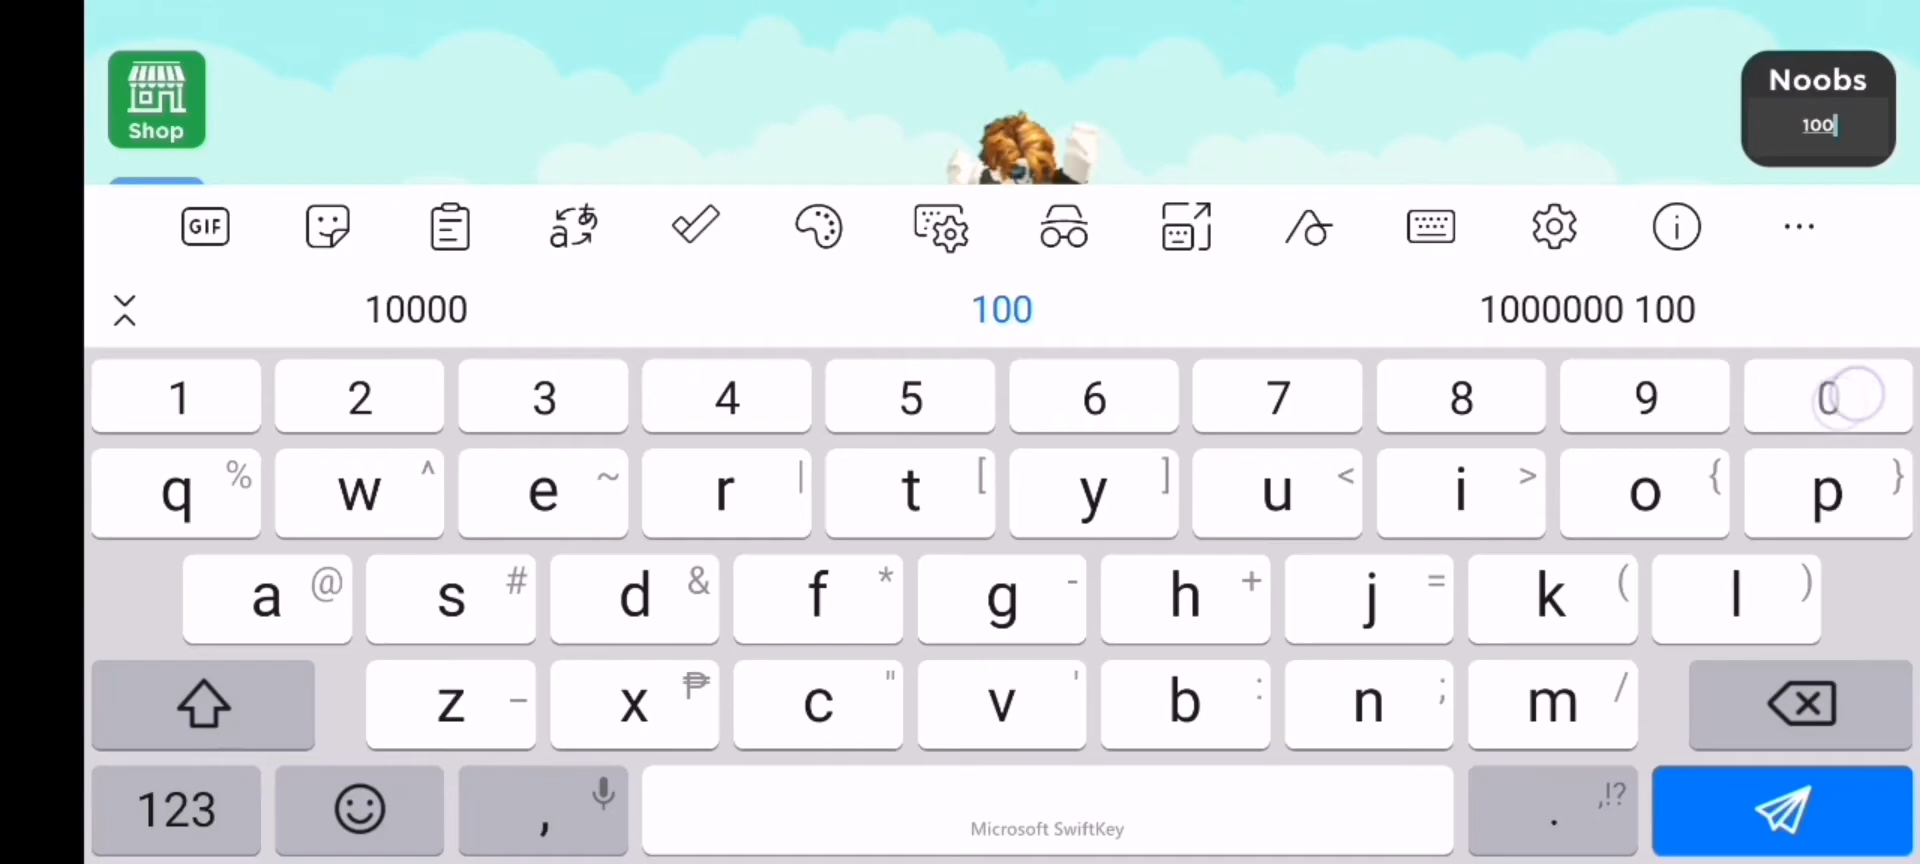 Shop
Noobs
100
GIF
10000
100
1000000 100
1 2 3 4 5 6 7 8 9 0
q % w ^ e ~ r | t [ y ] u < i > o { p }
a @ s # d & f * g - h + j = k ( l )
z _ x ₱ c " v ' b : n ; m /
123 , . ,!?
Microsoft SwiftKey